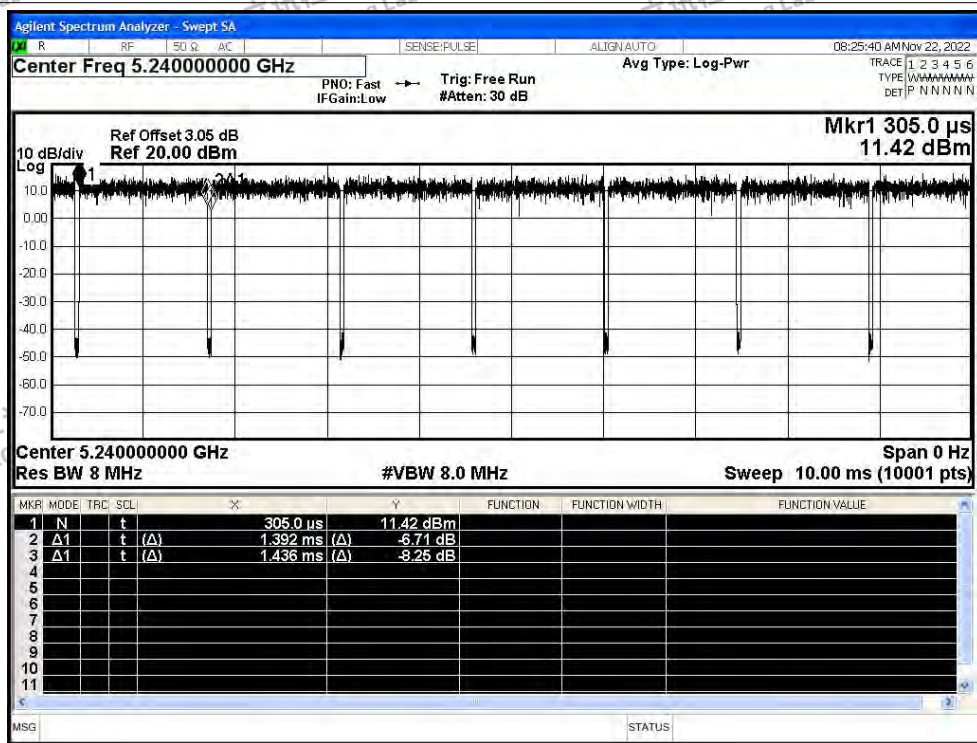 Agilent Spectrum Analyzer - Swept SA
R RF 50 Ω AC SENSE:PULSE ALIGN AUTO 08:25:40 AM Nov 22, 2022
Center Freq 5.240000000 GHz
Avg Type: Log-Pwr
TRACE 1 2 3 4 5 6
PNO: Fast Trig: Free Run
TYPE WWWWWW
IFGain:Low #Atten: 30 dB
DET P N N N N N
Mkr1 305.0 µs
Ref Offset 3.05 dB
10 dB/div Ref 20.00 dBm 11.42 dBm
Log
1
10.0
0.00
-10.0
-20.0
-30.0
-40.0
-50.0
-60.0
-70.0
Center 5.240000000 GHz Span 0 Hz
Res BW 8 MHz #VBW 8.0 MHz Sweep 10.00 ms (10001 pts)
MKR MODE TRC SCL X Y FUNCTION FUNCTION WIDTH FUNCTION VALUE
1 N t 305.0 µs 11.42 dBm
2 Δ1 t (Δ) 1.392 ms (Δ) -6.71 dB
3 Δ1 t (Δ) 1.436 ms (Δ) -8.25 dB
4
5
6
7
8
9
10
11
MSG STATUS